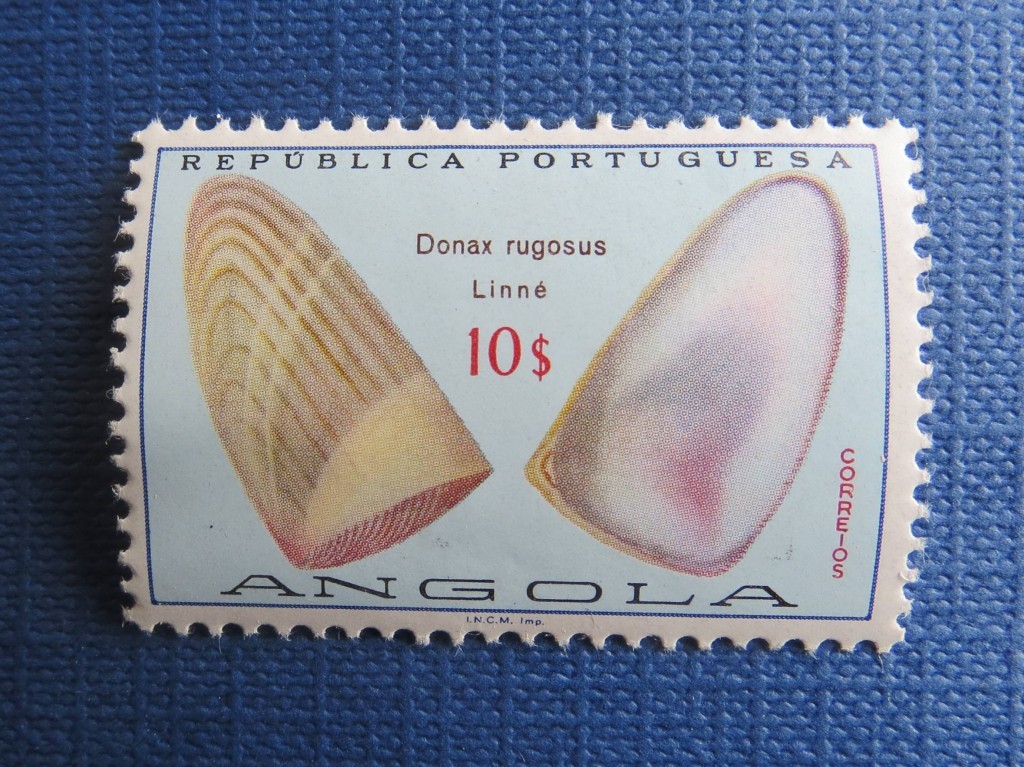 REPÚBLICA PORTUGUESA
Donax rugosus
Linné
10$
CORREIOS
ANGOLA
I.N.C.M. Imp.